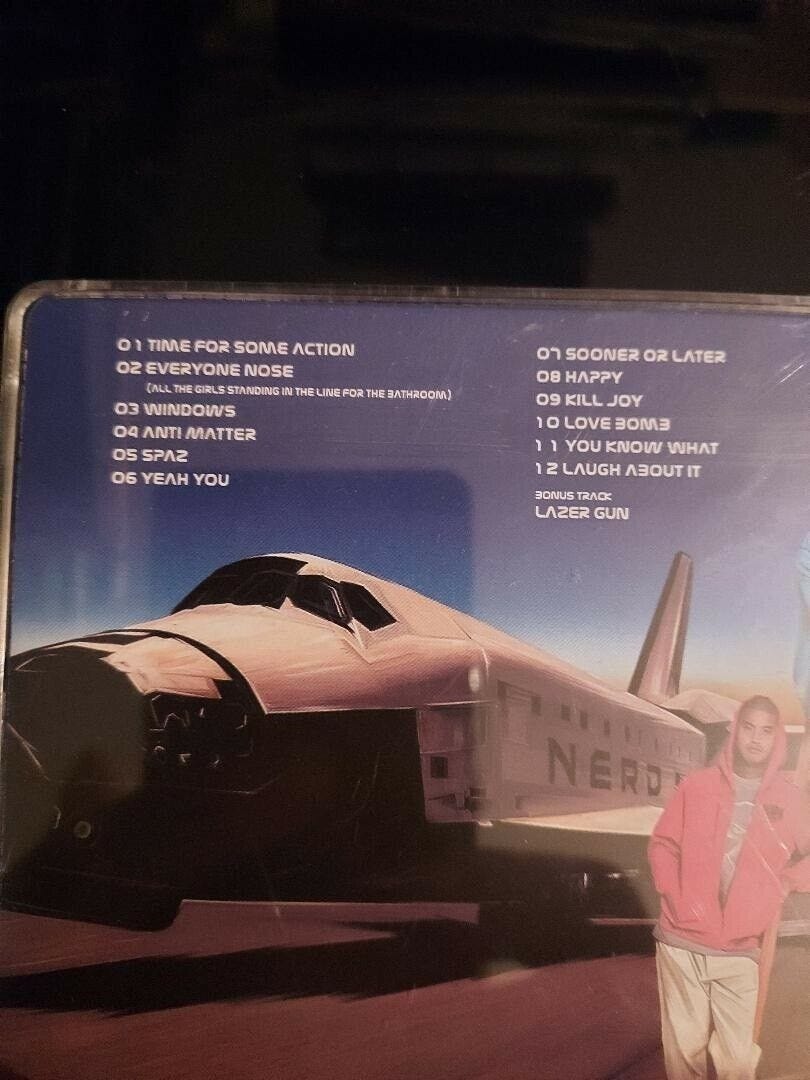 01 TIME FOR SOME ACTION
02 EVERYONE NOSE
(ALL THE GIRLS STANDING IN THE LINE FOR THE BATHROOM)
03 WINDOWS
04 ANTI MATTER
05 SPAZ
06 YEAH YOU
07 SOONER OR LATER
08 HAPPY
09 KILL JOY
10 LOVE BOMB
11 YOU KNOW WHAT
12 LAUGH ABOUT IT
BONUS TRACK
LAZER GUN
NERD